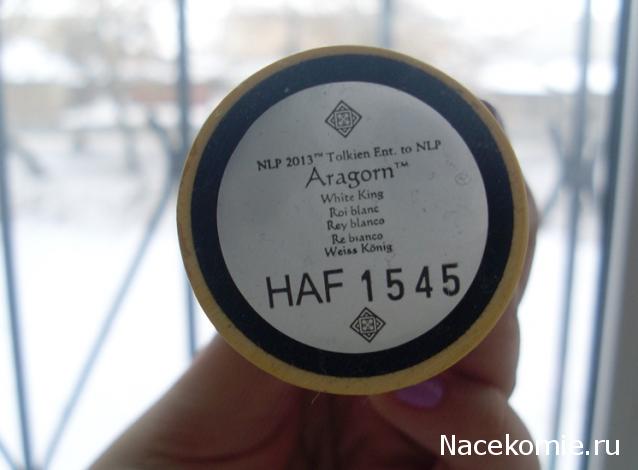 NLP 2013™ Tolkien Ent. to NLP
Aragorn™
®
White King
Roi blanc
Rey blanco
Re bianco
Weiss König
HAF 1545
Nacekomie.ru